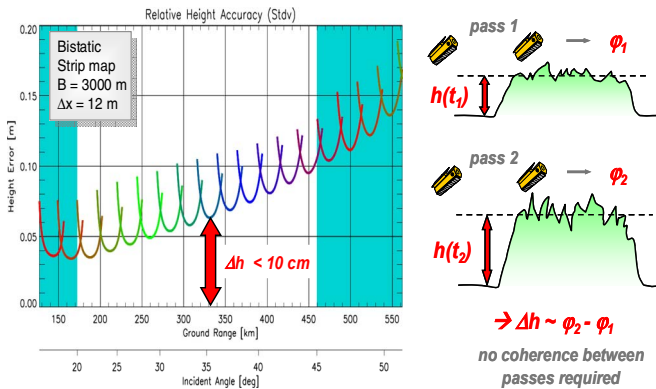 Relative Height Accuracy (Stdv)
Bistatic
Strip map
B = 3000 m
Δx = 12 m
Height Error [m]
0.20
0.15
0.10
0.05
0.00
Δh < 10 cm
150 200 250 300 350 400 450 500 550
Ground Range [km]
20 25 30 35 40 45 50
Incident Angle [deg]
pass 1
φ1
h(t1)
pass 2
φ2
h(t2)
→ Δh ~ φ2 - φ1
no coherence between
passes required